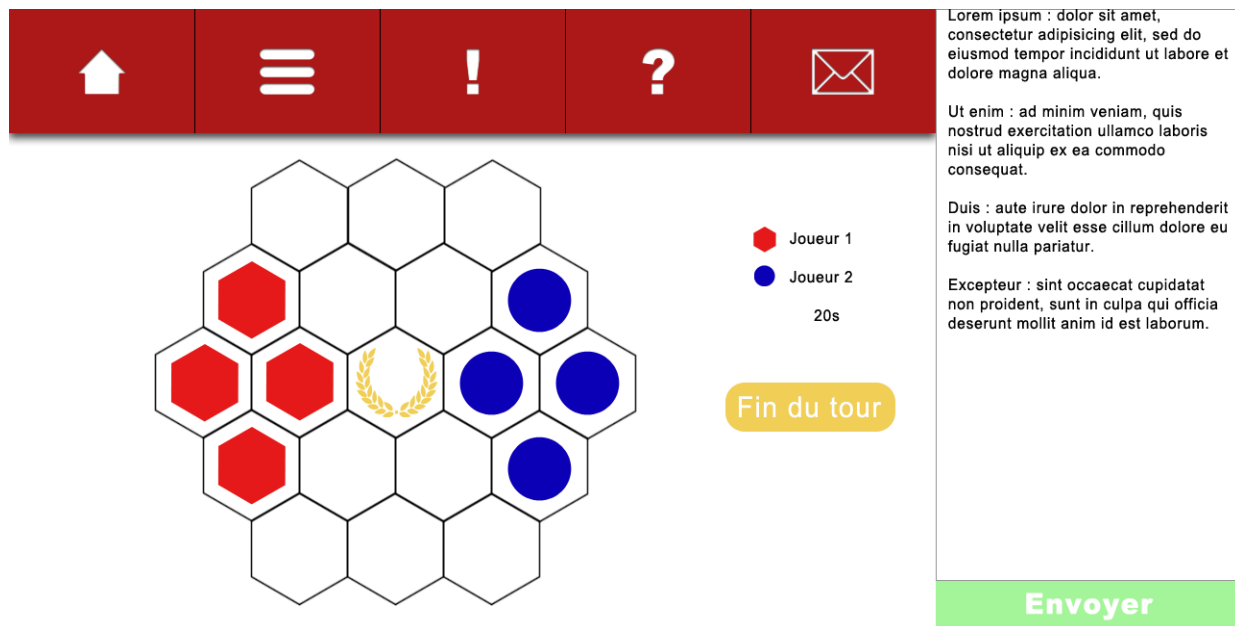 !
?
Joueur 1
Joueur 2
20s
Fin du tour
Lorem ipsum : dolor sit amet,
consectetur adipisicing elit, sed do
eiusmod tempor incididunt ut labore et
dolore magna aliqua.
Ut enim : ad minim veniam, quis
nostrud exercitation ullamco laboris
nisi ut aliquip ex ea commodo
consequat.
Duis : aute irure dolor in reprehenderit
in voluptate velit esse cillum dolore eu
fugiat nulla pariatur.
Excepteur : sint occaecat cupidatat
non proident, sunt in culpa qui officia
deserunt mollit anim id est laborum.
Envoyer